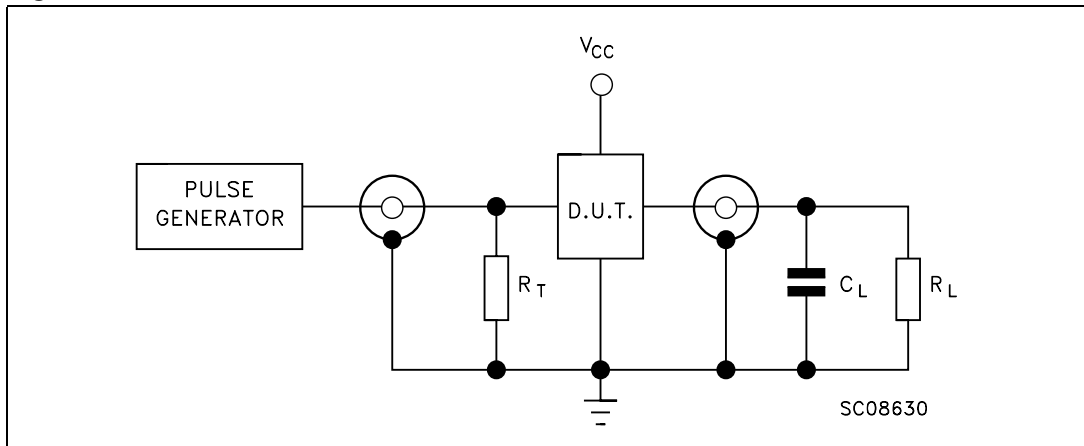 VCC
PULSE
GENERATOR
D.U.T.
RT
CL
RL
SC08630